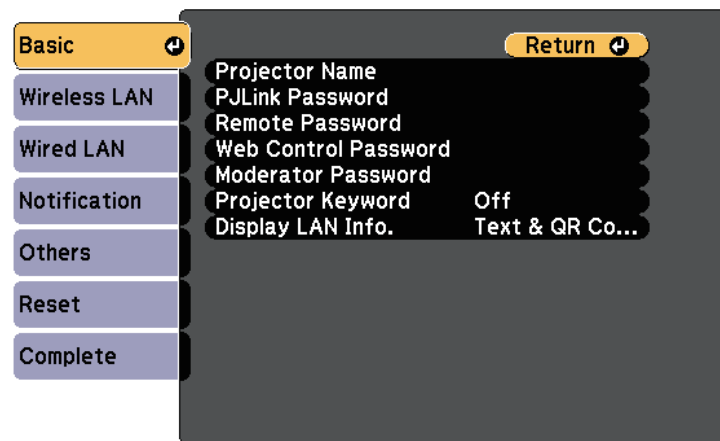 Basic
Wireless LAN
Wired LAN
Notification
Others
Reset
Complete
Return
Projector Name
PJLink Password
Remote Password
Web Control Password
Moderator Password
Projector Keyword Off
Display LAN Info. Text & QR Co...